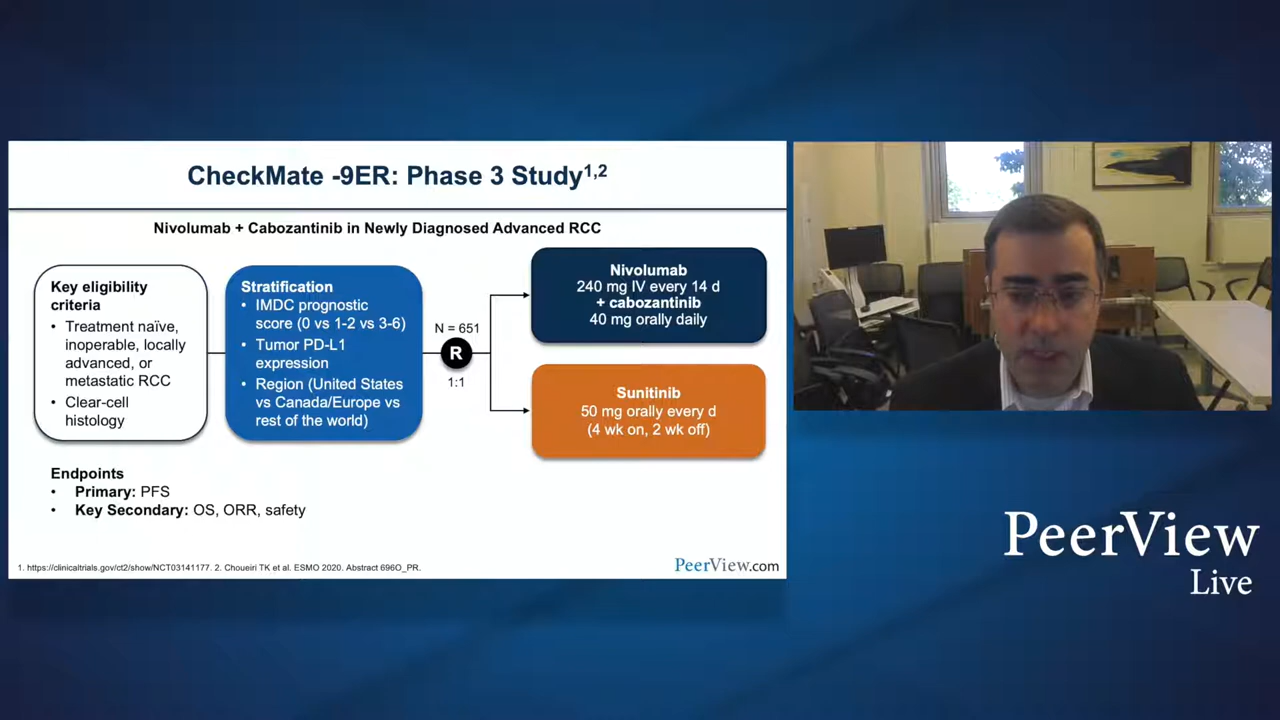 CheckMate -9ER: Phase 3 Study1,2
Nivolumab + Cabozantinib in Newly Diagnosed Advanced RCC
Key eligibility
criteria
• Treatment naïve,
inoperable, locally
advanced, or
metastatic RCC
• Clear-cell
histology
Stratification
• IMDC prognostic
score (0 vs 1-2 vs 3-6)
• Tumor PD-L1
expression
• Region (United States
vs Canada/Europe vs
rest of the world)
N = 651
R
1:1
Nivolumab
240 mg IV every 14 d
+ cabozantinib
40 mg orally daily
Sunitinib
50 mg orally every d
(4 wk on, 2 wk off)
Endpoints
• Primary: PFS
• Key Secondary: OS, ORR, safety
1. https://clinicaltrials.gov/ct2/show/NCT03141177. 2. Choueiri TK et al. ESMO 2020. Abstract 696O_PR.
PeerView.com
PeerView
Live